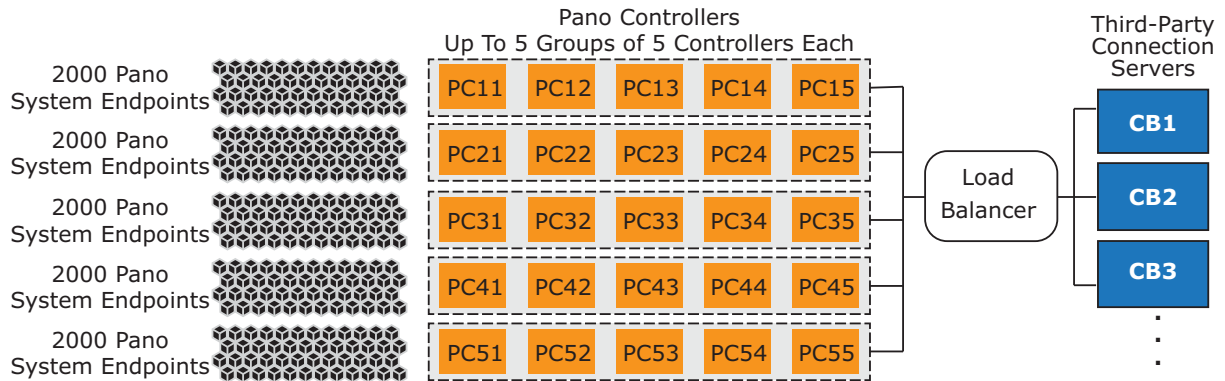 Pano Controllers
Up To 5 Groups of 5 Controllers Each
Third-Party
Connection
Servers
2000 Pano
System Endpoints
PC11 PC12 PC13 PC14 PC15
2000 Pano
System Endpoints
PC21 PC22 PC23 PC24 PC25
2000 Pano
System Endpoints
PC31 PC32 PC33 PC34 PC35
2000 Pano
System Endpoints
PC41 PC42 PC43 PC44 PC45
2000 Pano
System Endpoints
PC51 PC52 PC53 PC54 PC55
Load
Balancer
CB1
CB2
CB3